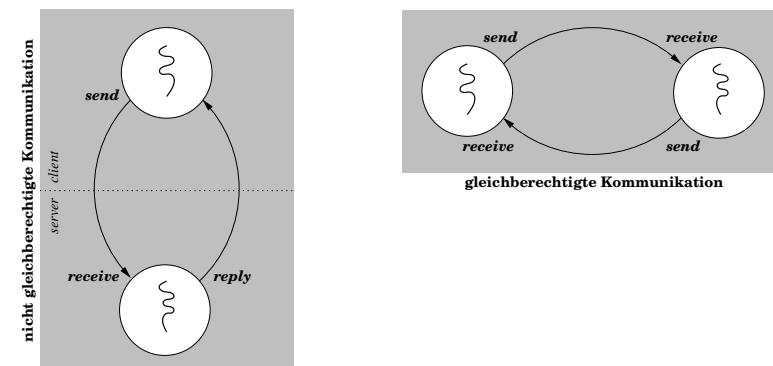 nicht gleichberechtigte Kommunikation
client
server
send
receive
reply
send
receive
receive
send
gleichberechtigte Kommunikation